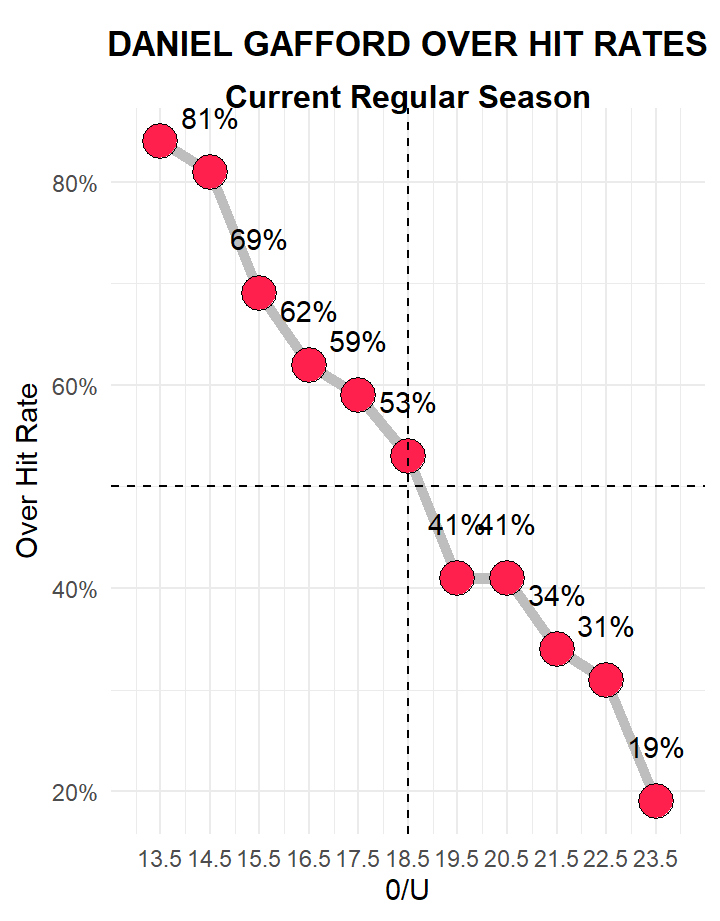 DANIEL GAFFORD OVER HIT RATES
Current Regular Season
81%
80%
69%
62%
59%
60%
53%
41%
41%
40%
34%
31%
19%
20%
Over Hit Rate
13.5 14.5 15.5 16.5 17.5 18.5 19.5 20.5 21.5 22.5 23.5
0/U